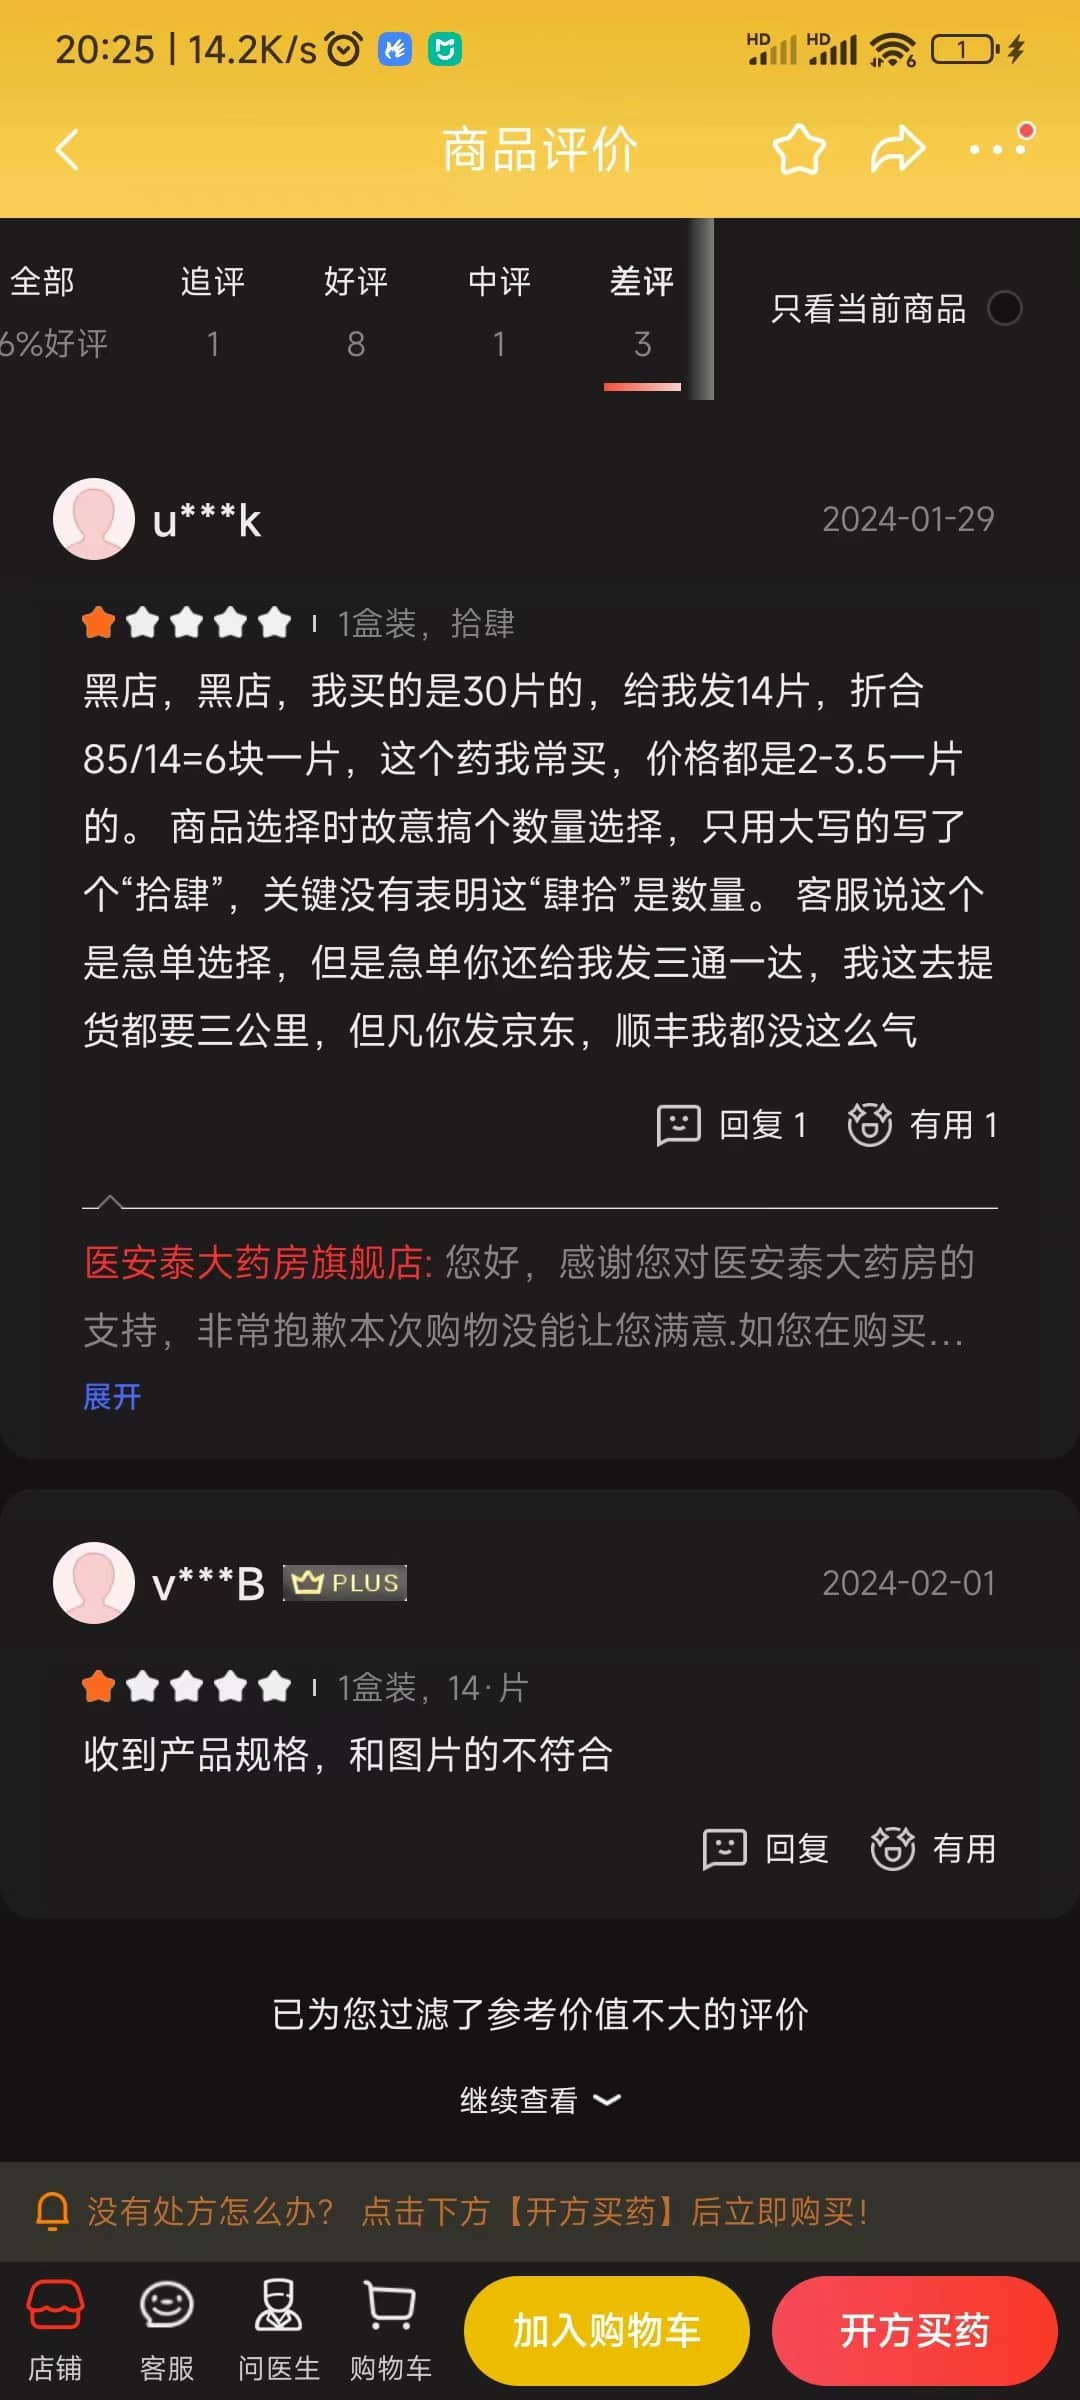 20:25 | 14.2K/s
HD HD 6 1
商品评价
全部 追评 好评 中评 差评
6%好评 1 8 1 3
只看当前商品
u***k 2024-01-29
1盒装，拾肆
黑店，黑店，我买的是30片的，给我发14片，折合
85/14=6块一片，这个药我常买，价格都是2-3.5一片
的。 商品选择时故意搞个数量选择，只用大写的写了
个“拾肆”，关键没有表明这“肆拾”是数量。 客服说这个
是急单选择，但是急单你还给我发三通一达，我这去提
货都要三公里，但凡你发京东，顺丰我都没这么气
回复 1 有用 1
医安泰大药房旗舰店: 您好，感谢您对医安泰大药房的
支持，非常抱歉本次购物没能让您满意.如您在购买...
展开
v***B PLUS 2024-02-01
1盒装，14·片
收到产品规格，和图片的不符合
回复 有用
已为您过滤了参考价值不大的评价
继续查看
没有处方怎么办？ 点击下方【开方买药】后立即购买！
店铺 客服 问医生 购物车 加入购物车 开方买药